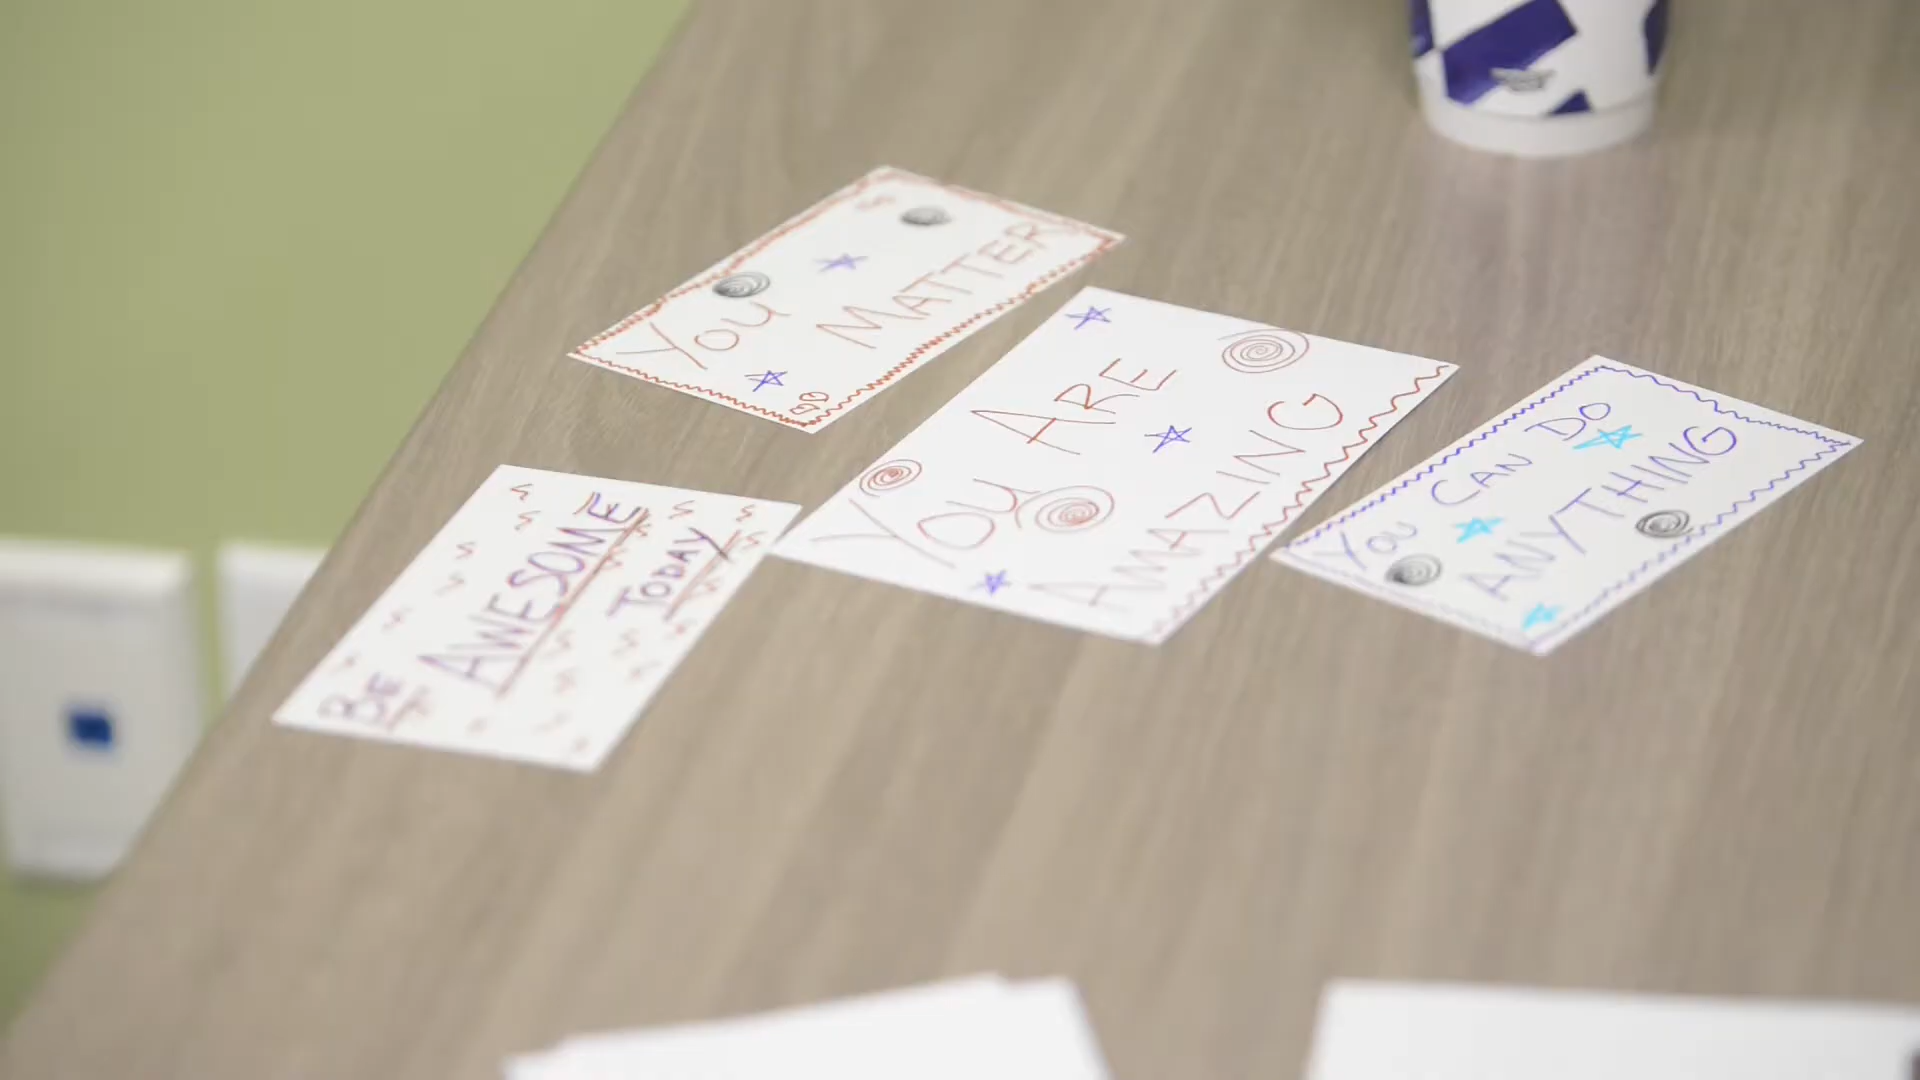 YOU MATTER
YOU ARE
AMAZING
YOU CAN DO
ANYTHING
BE AWESOME
TODAY